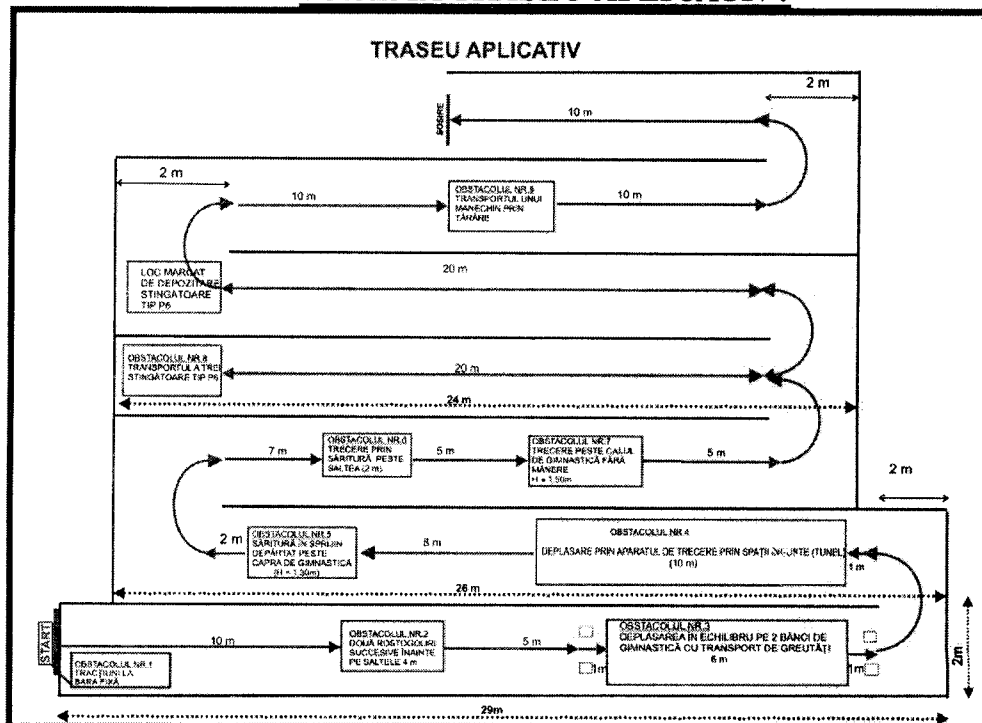 TRASEU APLICATIV
2 m
10 m
SOSIRE
2 m
10 m
OBSTACOLUL NR.9
TRANSPORTUL UNUI
MANECHIN PRIN
TÂRÂRE
10 m
LOC MARCAT
DE DEPOZITARE
STINGĂTOARE
TIP P6
20 m
OBSTACOLUL NR.8
TRANSPORTUL A TREI
STINGĂTOARE TIP P6
20 m
24 m
7 m
OBSTACOLUL NR.6
TRECERE PRIN
SĂRITURĂ PESTE
SALTEA (2 m)
5 m
OBSTACOLUL NR.7
TRECERE PESTE CALUL
DE GIMNASTICĂ FĂRĂ
MÂNERE
H = 1,50m
5 m
2 m
2 m
OBSTACOLUL NR.5
SĂRITURĂ ÎN SPRIJIN
DEPĂRTAT PESTE
CAPRA DE GIMNASTICĂ
(H = 1,30m)
8 m
OBSTACOLUL NR.4
DEPLASARE PRIN APARATUL DE TRECERE PRIN SPAȚII ÎNGUSTE (TUNEL)
(10 m)
1 m
26 m
START
10 m
OBSTACOLUL NR.2
DOUĂ ROSTOGOLIRI
SUCCESIVE ÎNAINTE
PE SALTELE 4 m
5 m
1m
OBSTACOLUL NR.3
DEPLASAREA ÎN ECHILIBRU PE 2 BĂNCI DE
GIMNASTICĂ CU TRANSPORT DE GREUTĂȚI
6 m
1m
2m
OBSTACOLUL NR.1
TRACȚIUNI LA
BARA FIXĂ
29m